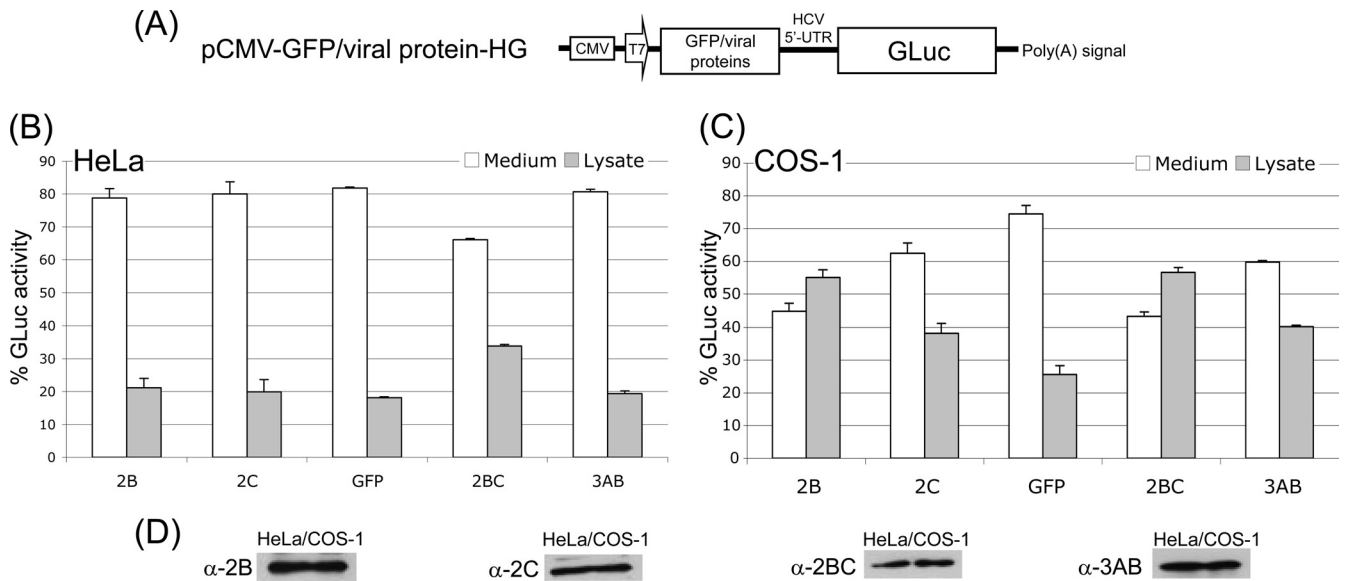 (A)
pCMV-GFP/viral protein-HG
CMV
T7
GFP/viral
proteins
HCV
5'-UTR
GLuc
Poly(A) signal
(B)
HeLa
Medium
Lysate
% GLuc activity
90
80
70
60
50
40
30
20
10
0
2B
2C
GFP
2BC
3AB
(C)
COS-1
Medium
Lysate
% GLuc activity
90
80
70
60
50
40
30
20
10
0
2B
2C
GFP
2BC
3AB
(D)
HeLa/COS-1
α-2B
HeLa/COS-1
α-2C
HeLa/COS-1
α-2BC
HeLa/COS-1
α-3AB